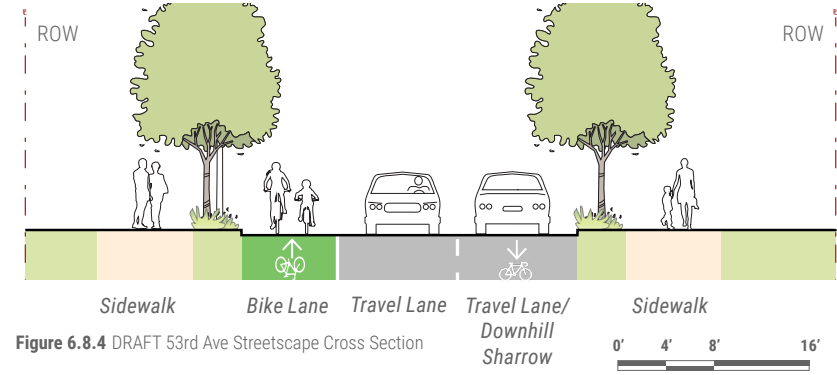 ROW
ROW
Sidewalk
Bike Lane
Travel Lane
Travel Lane/
Downhill
Sharrow
Sidewalk
Figure 6.8.4 DRAFT 53rd Ave Streetscape Cross Section
0' 4' 8' 16'